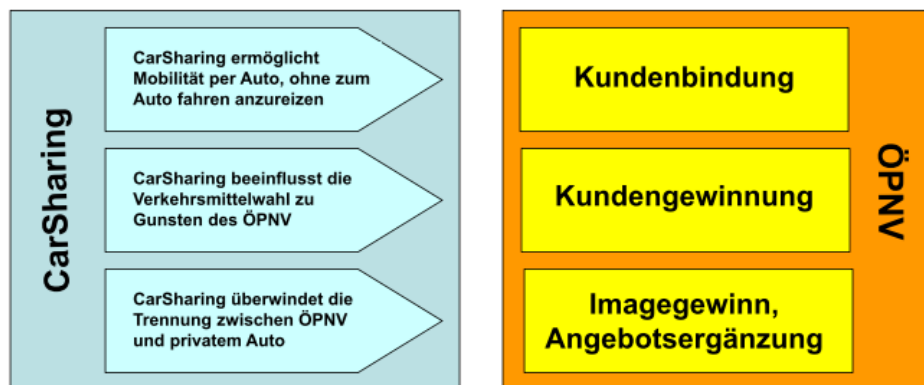 CarSharing
CarSharing ermöglicht
Mobilität per Auto, ohne zum
Auto fahren anzureizen
CarSharing beeinflusst die
Verkehrsmittelwahl zu
Gunsten des ÖPNV
CarSharing überwindet die
Trennung zwischen ÖPNV
und privatem Auto
Kundenbindung
Kundengewinnung
Imagegewinn,
Angebotsergänzung
ÖPNV